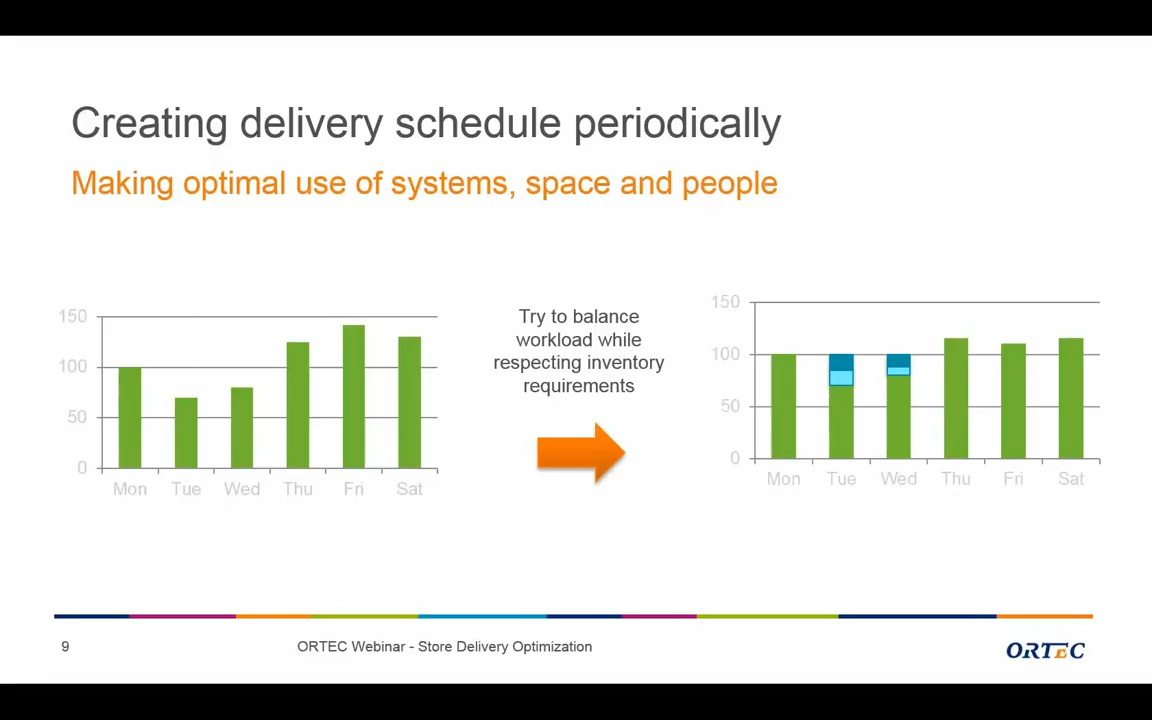 Creating delivery schedule periodically
Making optimal use of systems, space and people
150
100
50
0
Mon Tue Wed Thu Fri Sat
Try to balance
workload while
respecting inventory
requirements
150
100
50
0
Mon Tue Wed Thu Fri Sat
9
ORTEC Webinar - Store Delivery Optimization
ORTEC